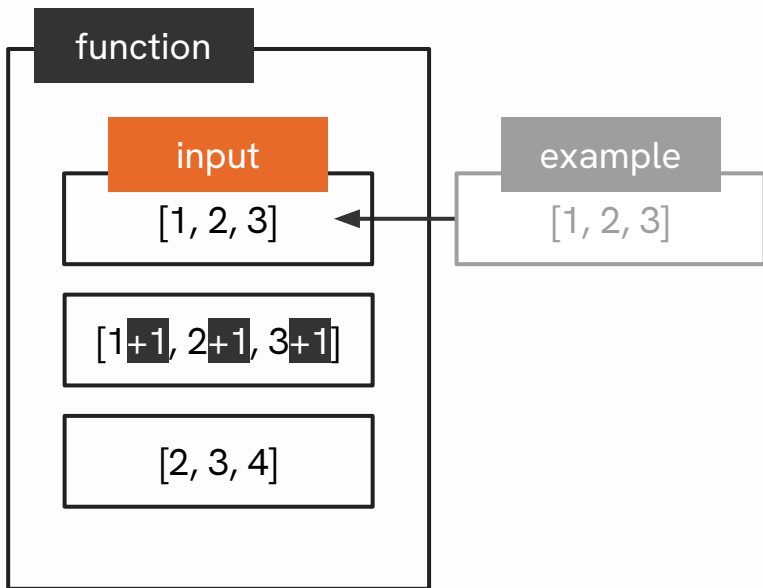 function
input
example
[1, 2, 3]
[1, 2, 3]
[1+1, 2+1, 3+1]
[2, 3, 4]